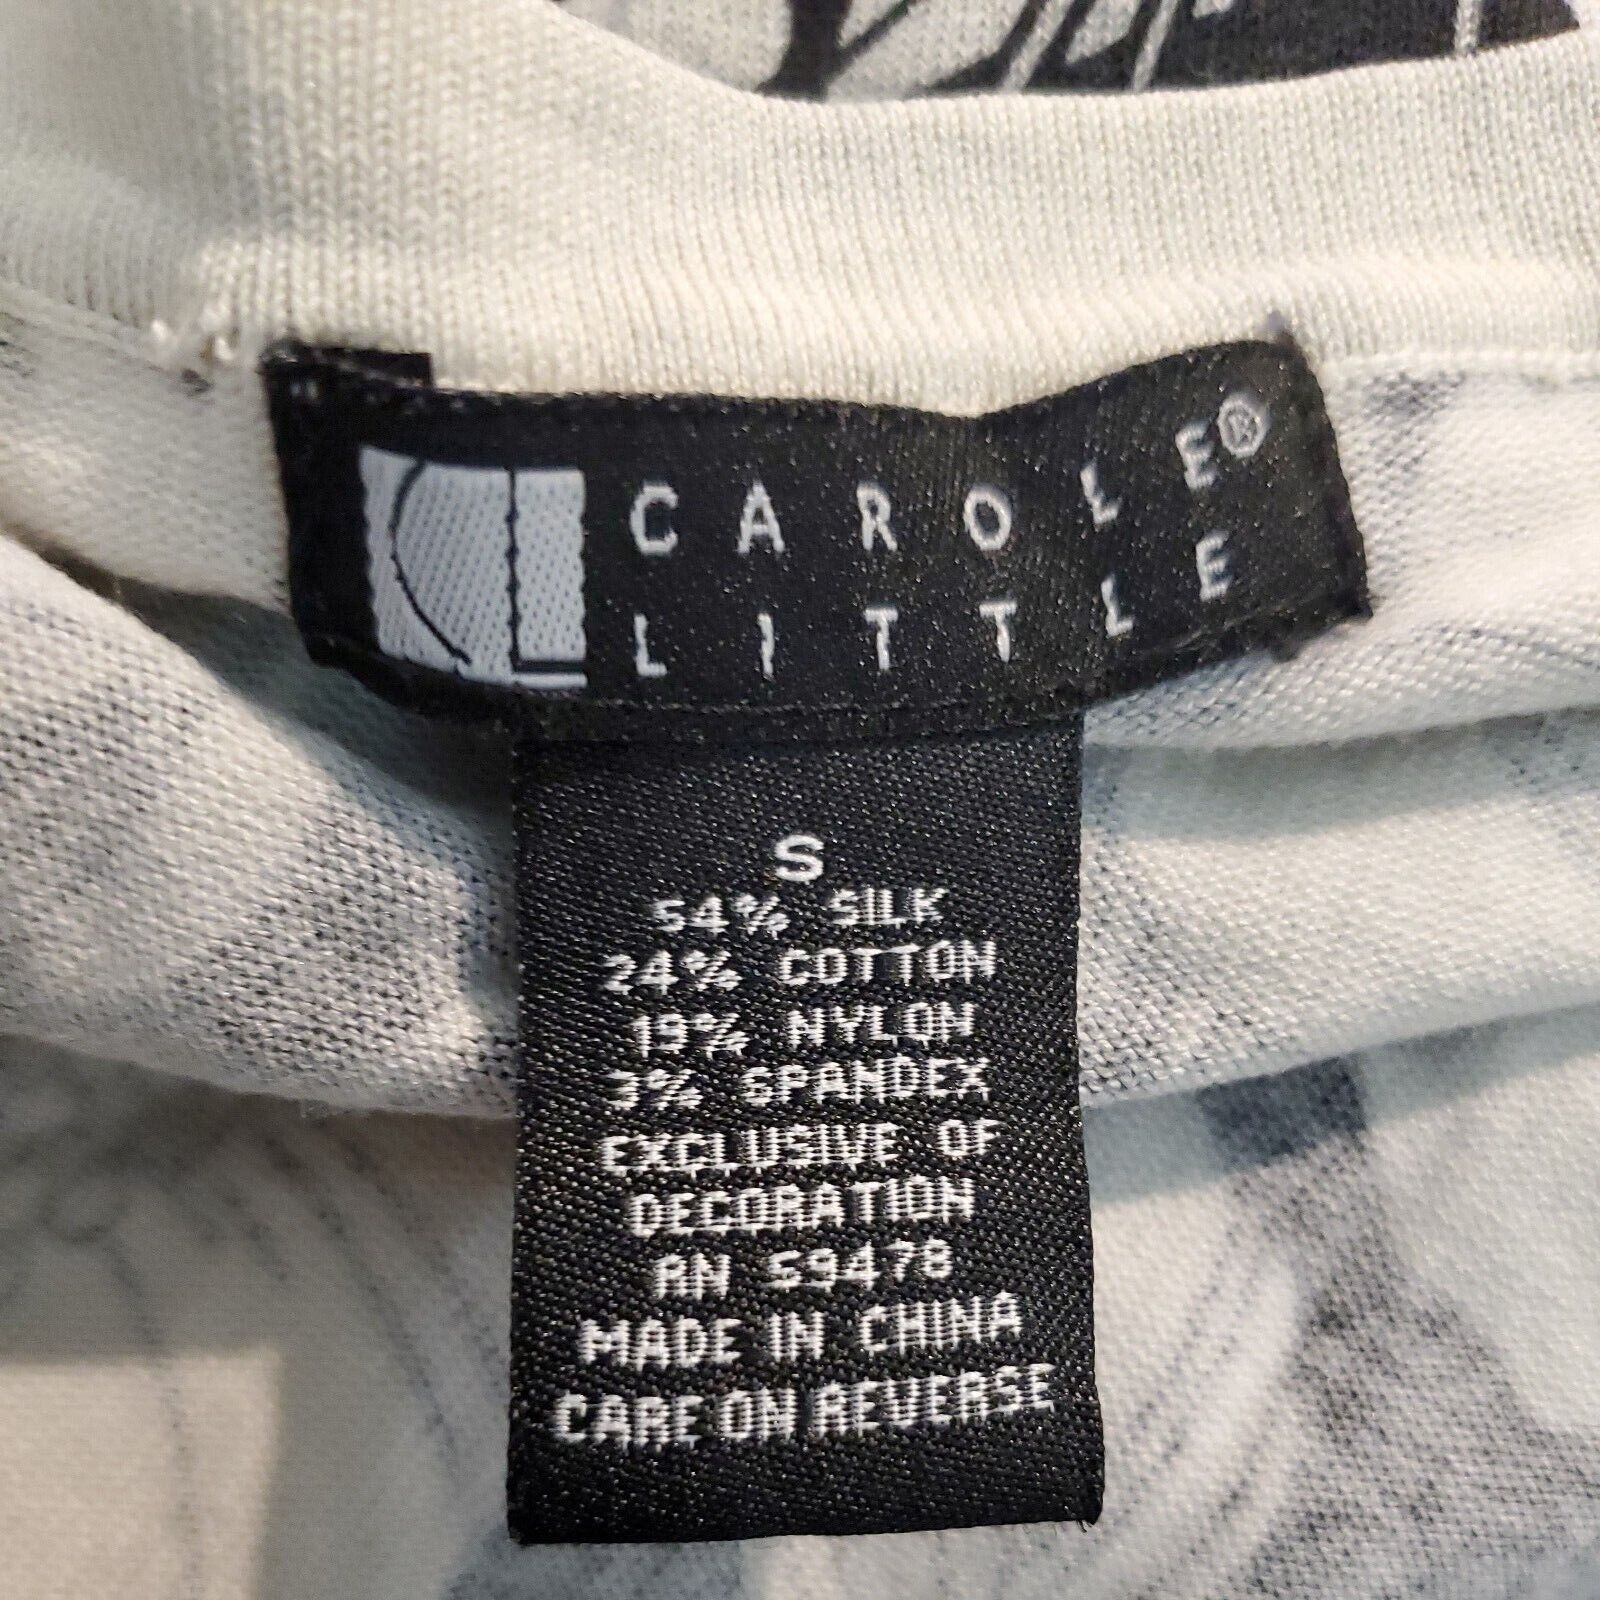 CAROLE®
LITTLE
S
54% SILK
24% COTTON
19% NYLON
3% SPANDEX
EXCLUSIVE OF
DECORATION
RN 59478
MADE IN CHINA
CARE ON REVERSE